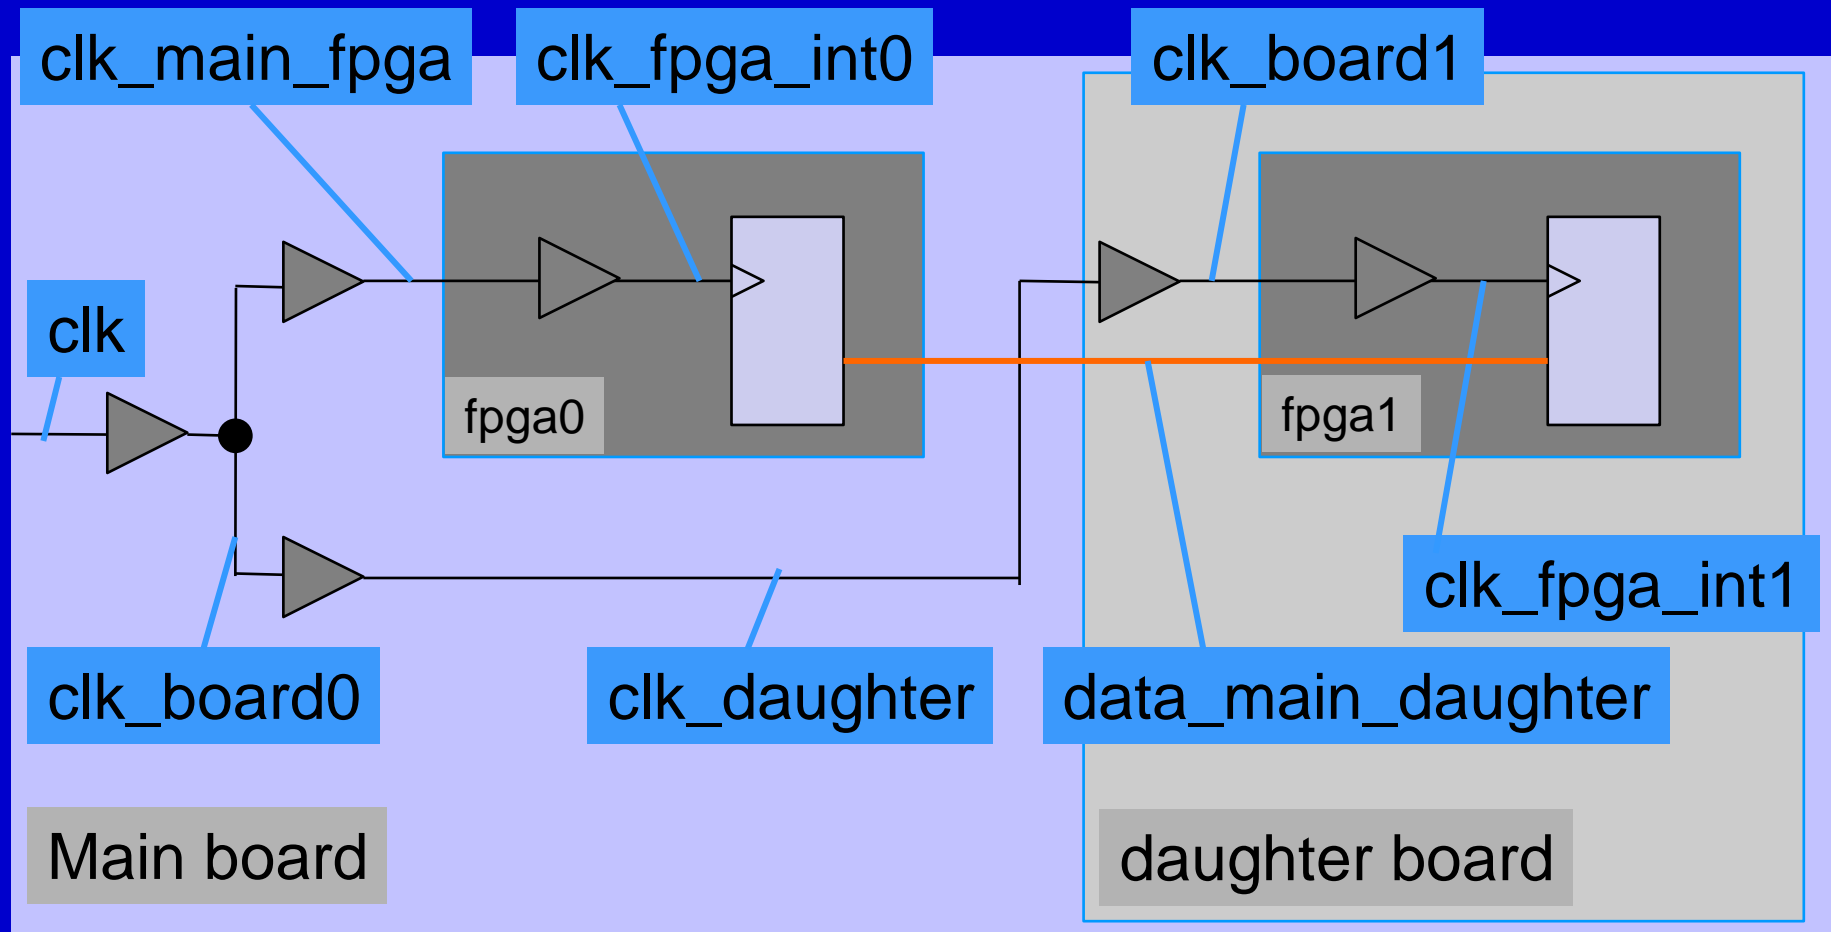 clk_main_fpga
clk_fpga_int0
clk_board1
clk
fpga0
fpga1
clk_fpga_int1
clk_board0
clk_daughter
data_main_daughter
Main board
daughter board